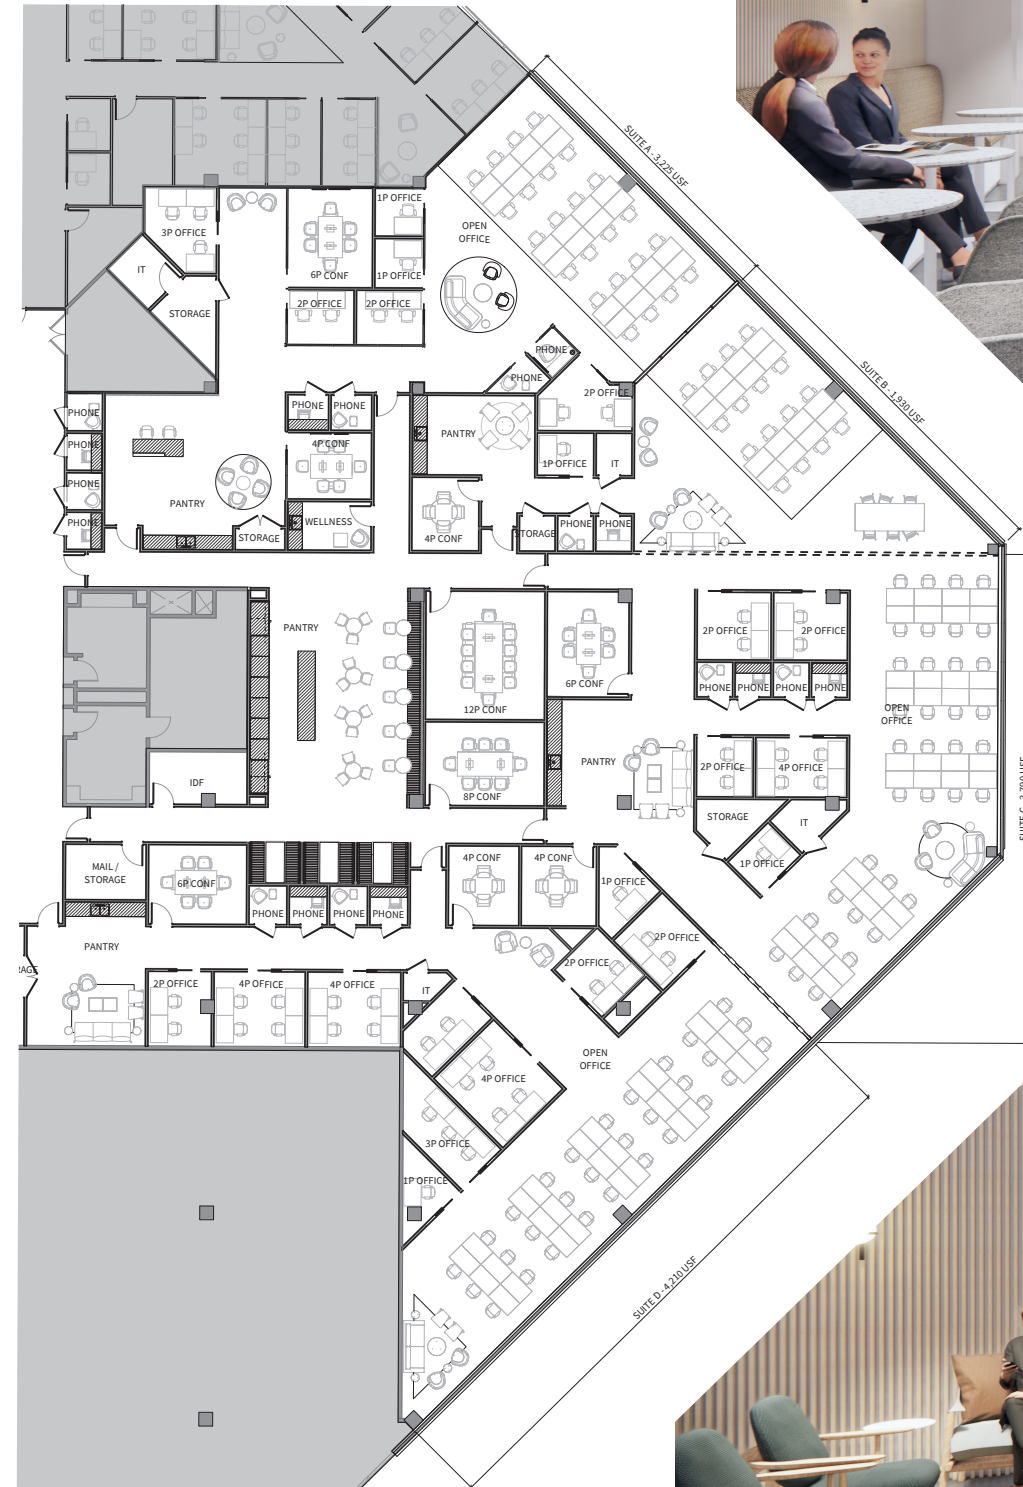 SUITE A - 3,225 USF
1P OFFICE
3P OFFICE
OPEN
OFFICE
IT
6P CONF
1P OFFICE
2P OFFICE
2P OFFICE
STORAGE
PHONE
PHONE
SUITE B - 1,930 USF
2P OFFICE
PHONE
PHONE
PHONE
PANTRY
4P CONF
PHONE
1P OFFICE
IT
PHONE
PANTRY
PHONE
WELLNESS
STORAGE
PHONE
PHONE
STORAGE
4P CONF
PANTRY
2P OFFICE
2P OFFICE
6P CONF
PHONE
PHONE
PHONE
PHONE
12P CONF
OPEN
OFFICE
PANTRY
2P OFFICE
4P OFFICE
IDF
8P CONF
STORAGE
IT
MAIL /
STORAGE
4P CONF
4P CONF
1P OFFICE
6P CONF
1P OFFICE
PHONE
PHONE
PHONE
PHONE
PANTRY
2P OFFICE
2P OFFICE
2P OFFICE
4P OFFICE
4P OFFICE
IT
OPEN
OFFICE
4P OFFICE
3P OFFICE
1P OFFICE
SUITE D - 4,210 USF